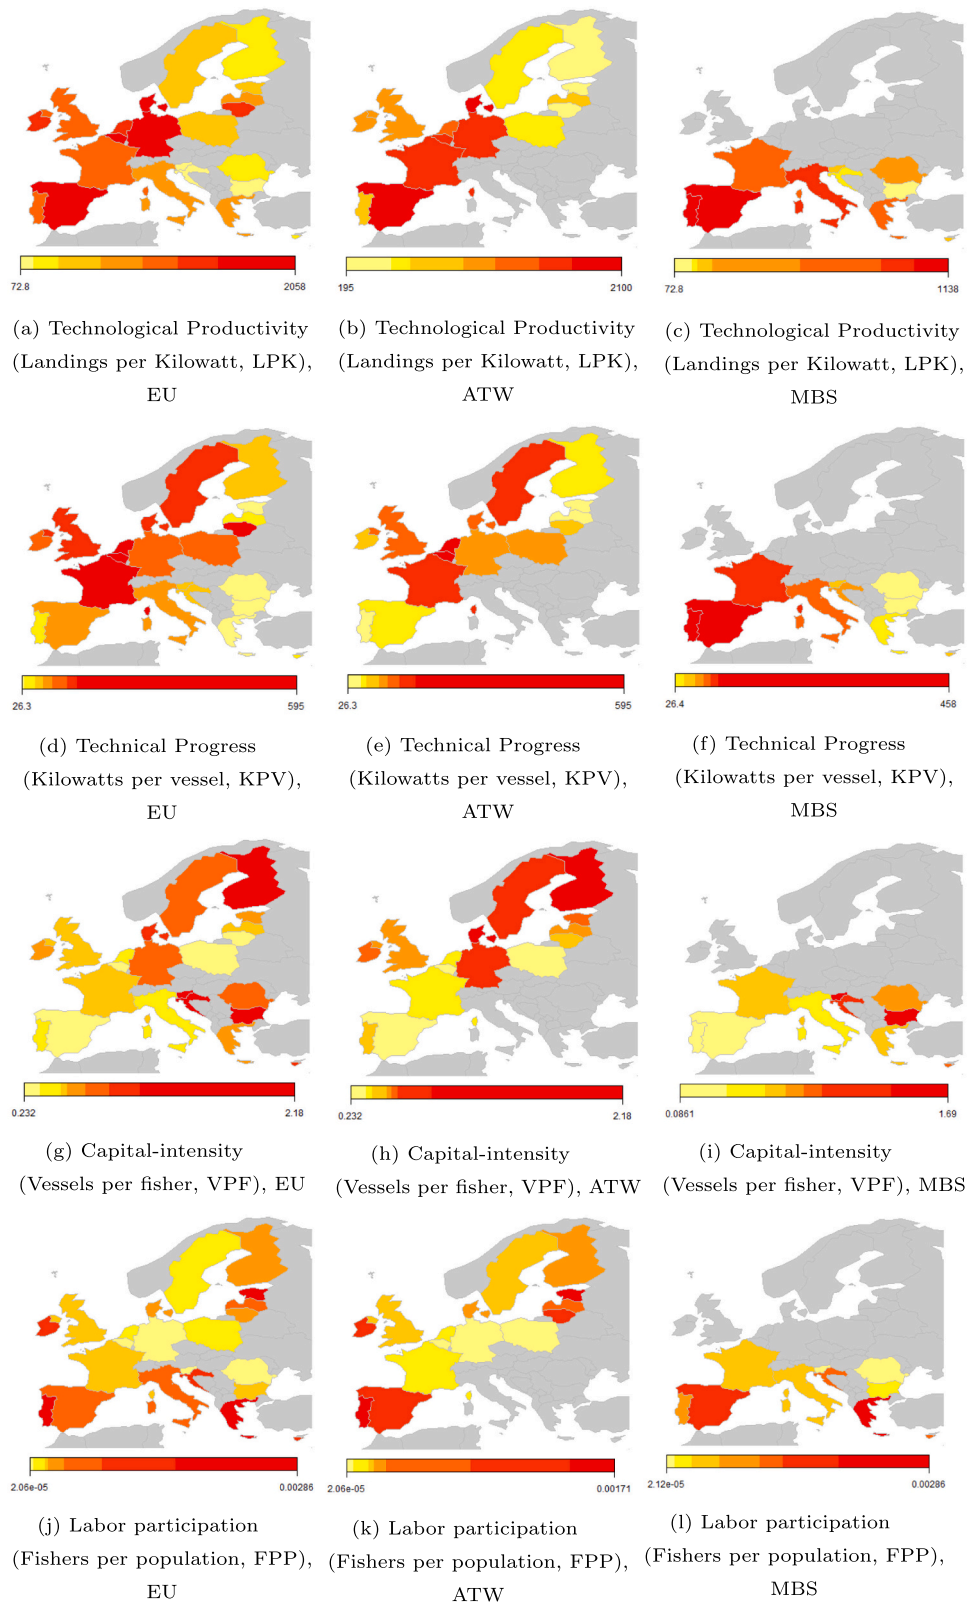 72.8 2058
195 2100
72.8 1138
(a) Technological Productivity
(Landings per Kilowatt, LPK),
EU
(b) Technological Productivity
(Landings per Kilowatt, LPK),
ATW
(c) Technological Productivity
(Landings per Kilowatt, LPK),
MBS
26.3 595
26.3 595
26.4 458
(d) Technical Progress
(Kilowatts per vessel, KPV),
EU
(e) Technical Progress
(Kilowatts per vessel, KPV),
ATW
(f) Technical Progress
(Kilowatts per vessel, KPV),
MBS
0.232 2.18
0.232 2.18
0.0861 1.69
(g) Capital-intensity
(Vessels per fisher, VPF), EU
(h) Capital-intensity
(Vessels per fisher, VPF), ATW
(i) Capital-intensity
(Vessels per fisher, VPF), MBS
2.06e-05 0.00286
2.06e-05 0.00171
2.12e-05 0.00286
(j) Labor participation
(Fishers per population, FPP),
EU
(k) Labor participation
(Fishers per population, FPP),
ATW
(l) Labor participation
(Fishers per population, FPP),
MBS